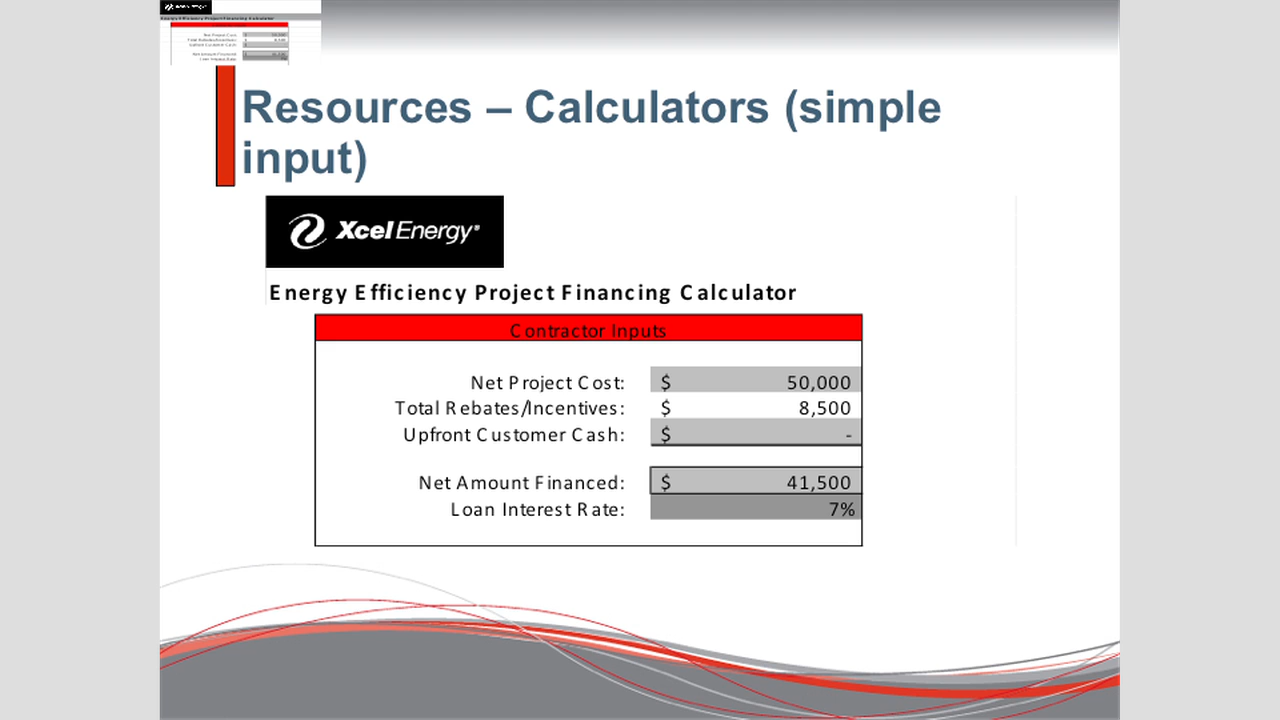 Resources – Calculators (simple
input)
Xcel Energy®
Energy Efficiency Project Financing Calculator
Contractor Inputs
Net Project Cost: $ 50,000
Total Rebates/Incentives: $ 8,500
Upfront Customer Cash: $ -
Net Amount Financed: $ 41,500
Loan Interest Rate: 7%